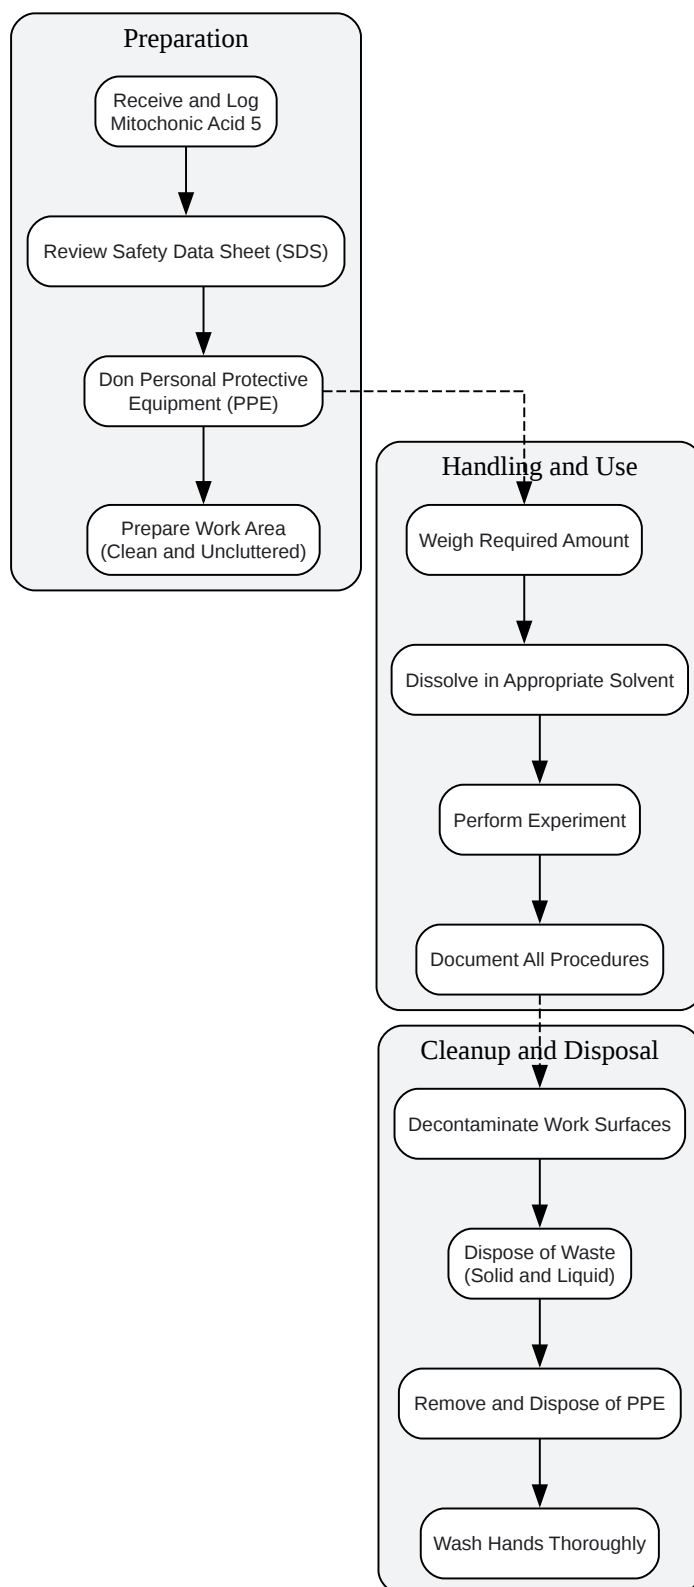 Preparation
Receive and Log
Mitochonic Acid 5
Review Safety Data Sheet (SDS)
Don Personal Protective
Equipment (PPE)
Prepare Work Area
(Clean and Uncluttered)
Handling and Use
Weigh Required Amount
Dissolve in Appropriate Solvent
Perform Experiment
Document All Procedures
Cleanup and Disposal
Decontaminate Work Surfaces
Dispose of Waste
(Solid and Liquid)
Remove and Dispose of PPE
Wash Hands Thoroughly